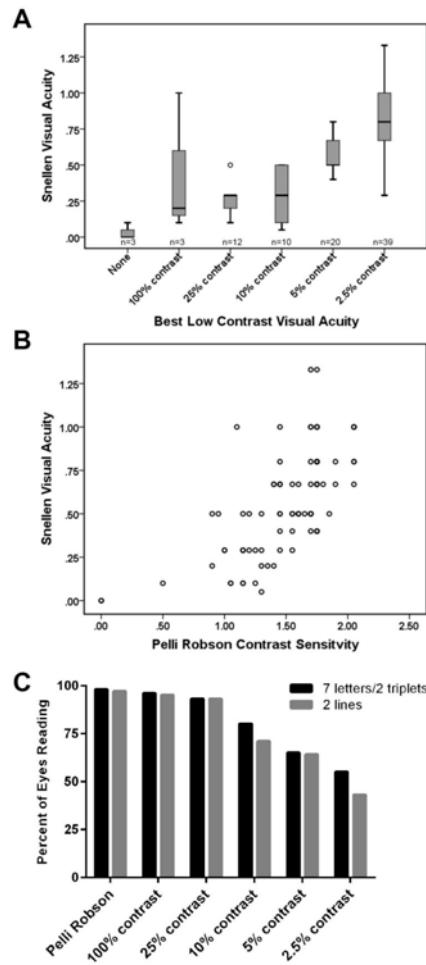 A
Snellen Visual Acuity
1.25
1.00
.75
.50
.25
.00
n=3
n=3
n=12
n=10
n=20
n=39
None
100% contrast
25% contrast
10% contrast
5% contrast
2.5% contrast
Best Low Contrast Visual Acuity
B
Snellen Visual Acuity
1.25
1.00
.75
.50
.25
.00
.00
.50
1.00
1.50
2.00
2.50
Pelli Robson Contrast Sensitvity
C
Percent of Eyes Reading
100
75
50
25
0
7 letters/2 triplets
2 lines
Pelli Robson
100% contrast
25% contrast
10% contrast
5% contrast
2.5% contrast